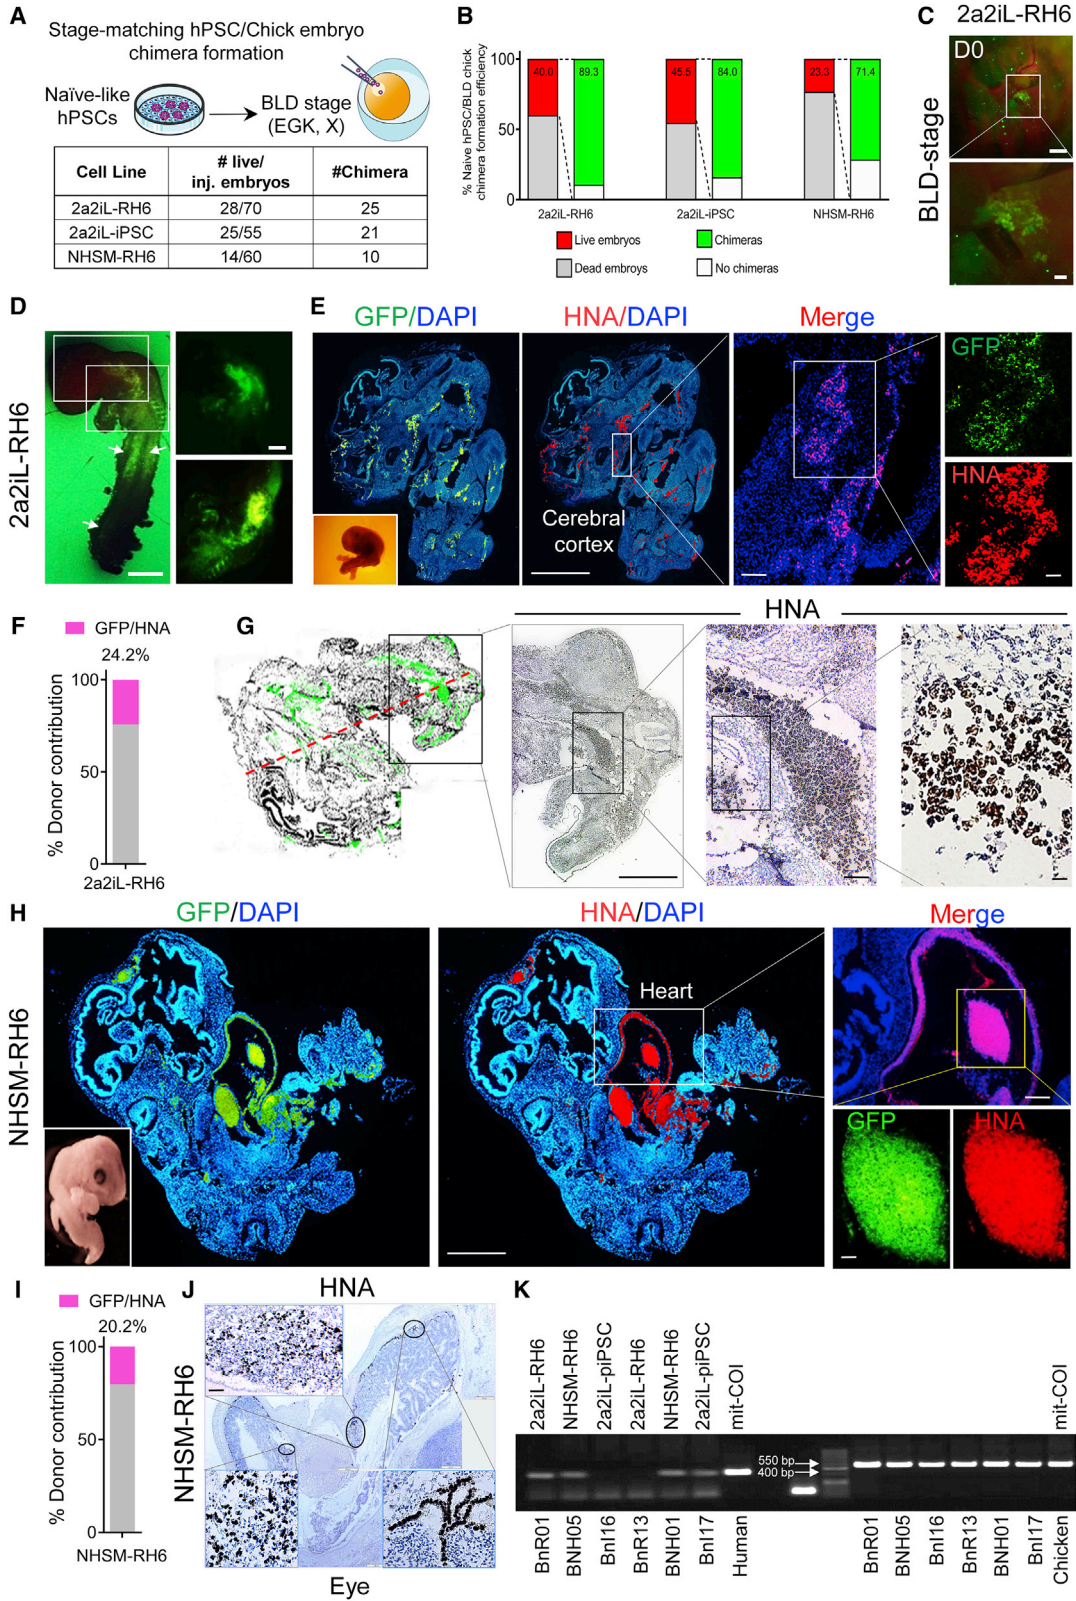 A
Stage-matching hPSC/Chick embryo
chimera formation
Naïve-like
hPSCs
BLD stage
(EGK, X)
Cell Line
# live/
inj. embryos
#Chimera
2a2iL-RH6
28/70
25
2a2iL-iPSC
25/55
21
NHSM-RH6
14/60
10
B
% Naive hPSC/BLD chick
chimera formation efficiency
100
50
0
40.0
89.3
45.5
84.0
23.3
71.4
2a2iL-RH6
2a2iL-iPSC
NHSM-RH6
Live embryos
Chimeras
Dead embroys
No chimeras
C
2a2iL-RH6
D0
BLD-stage
D
2a2iL-RH6
E
GFP/DAPI
HNA/DAPI
Merge
GFP
HNA
Cerebral
cortex
F
GFP/HNA
24.2%
% Donor contribution
100
50
0
2a2iL-RH6
G
HNA
H
GFP/DAPI
HNA/DAPI
Merge
NHSM-RH6
Heart
GFP
HNA
I
GFP/HNA
20.2%
% Donor contribution
100
50
0
NHSM-RH6
J
HNA
NHSM-RH6
Eye
K
2a2iL-RH6
NHSM-RH6
2a2iL-piPSC
2a2iL-RH6
NHSM-RH6
2a2iL-piPSC
mit-COI
mit-COI
550 bp
400 bp
BnR01
BNH05
BnI16
BnR13
BNH01
BnI17
Human
BnR01
BNH05
BnI16
BnR13
BNH01
BnI17
Chicken